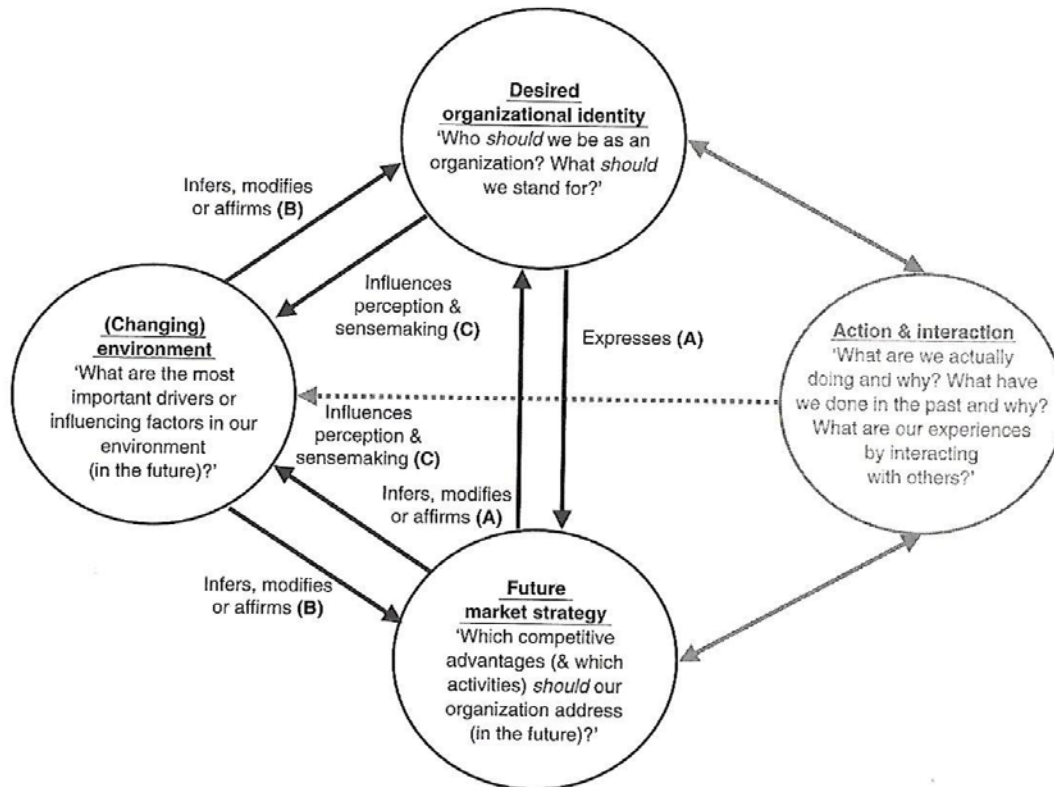 Desired
organizational identity
'Who should we be as an
organization? What should
we stand for?'
Infers, modifies
or affirms (B)
Influences
perception &
sensemaking (C)
Expresses (A)
(Changing)
environment
'What are the most
important drivers or
influencing factors in our
environment
(in the future)?'
Action & interaction
'What are we actually
doing and why? What have
we done in the past and why?
What are our experiences
by interacting
with others?'
Influences
perception &
sensemaking (C)
Infers, modifies
or affirms (A)
Infers, modifies
or affirms (B)
Future
market strategy
'Which competitive
advantages (& which
activities) should our
organization address
(in the future)?'